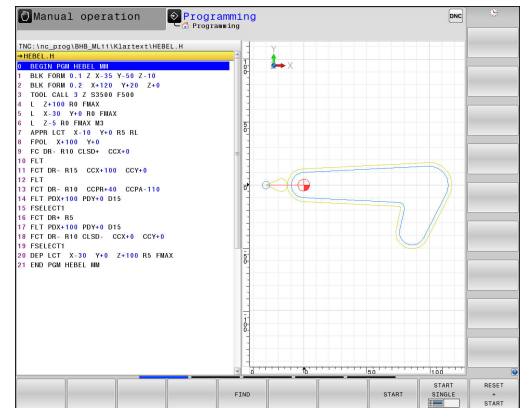 Manual operation
Programming
Programming
DNC
TNC:\nc_prog\BHB_ML11\Klartext\HEBEL.H
→HEBEL.H
0 BEGIN PGM HEBEL MM
1 BLK FORM 0.1 Z X-35 Y-50 Z-10
2 BLK FORM 0.2 X+120 Y+20 Z+0
3 TOOL CALL 3 Z S3500 F500
4 L Z+100 R0 FMAX
5 L X-30 Y+0 R0 FMAX
6 L Z-5 R0 FMAX M3
7 APPR LCT X-10 Y+0 R5 RL
8 FPOL X+100 Y+0
9 FC DR- R10 CLSD+ CCX+0
10 FLT
11 FCT DR- R15 CCX+100 CCY+0
12 FLT
13 FCT DR- R10 CCPR+40 CCPA-110
14 FLT PDX+100 PDY+0 D15
15 FSELECT1
16 FCT DR+ R5
17 FLT PDX+100 PDY+0 D15
18 FCT DR- R10 CLSD- CCX+0 CCY+0
19 FSELECT1
20 DEP LCT X-30 Y+0 Z+100 R5 FMAX
21 END PGM HEBEL MM
Y
X
0
50
100
FIND
START
START
SINGLE
RESET
+
START